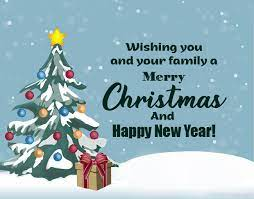 Wishing you
and your family a
Merry
Christmas
And
Happy New Year!